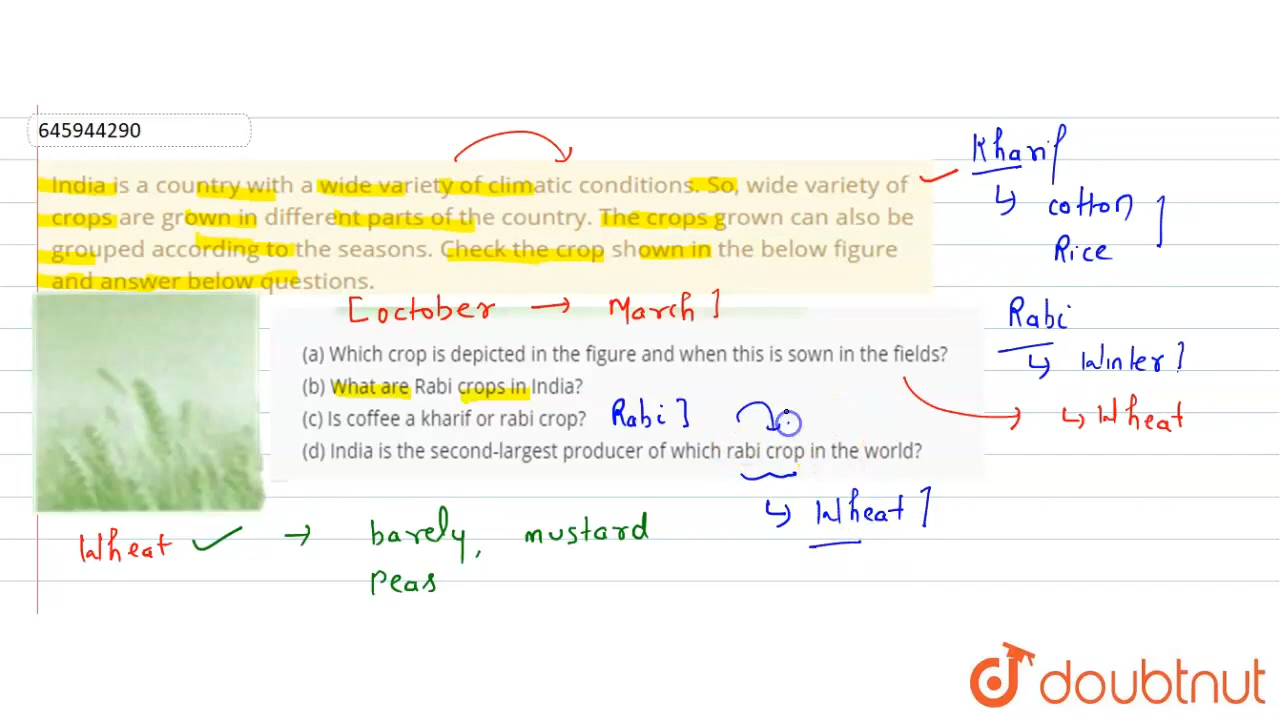 645944290
India is a country with a wide variety of climatic conditions. So, wide variety of
crops are grown in different parts of the country. The crops grown can also be
grouped according to the seasons. Check the crop shown in the below figure
and answer below questions.
Kharif
↳ cotton ]
Rice
[october → March]
Rabi
↳ Winter]
↳ Wheat
(a) Which crop is depicted in the figure and when this is sown in the fields?
(b) What are Rabi crops in India?
(c) Is coffee a kharif or rabi crop? Rabi]
(d) India is the second-largest producer of which rabi crop in the world?
↳ Wheat]
Wheat ✓ → barely, mustard
Peas
doubtnut